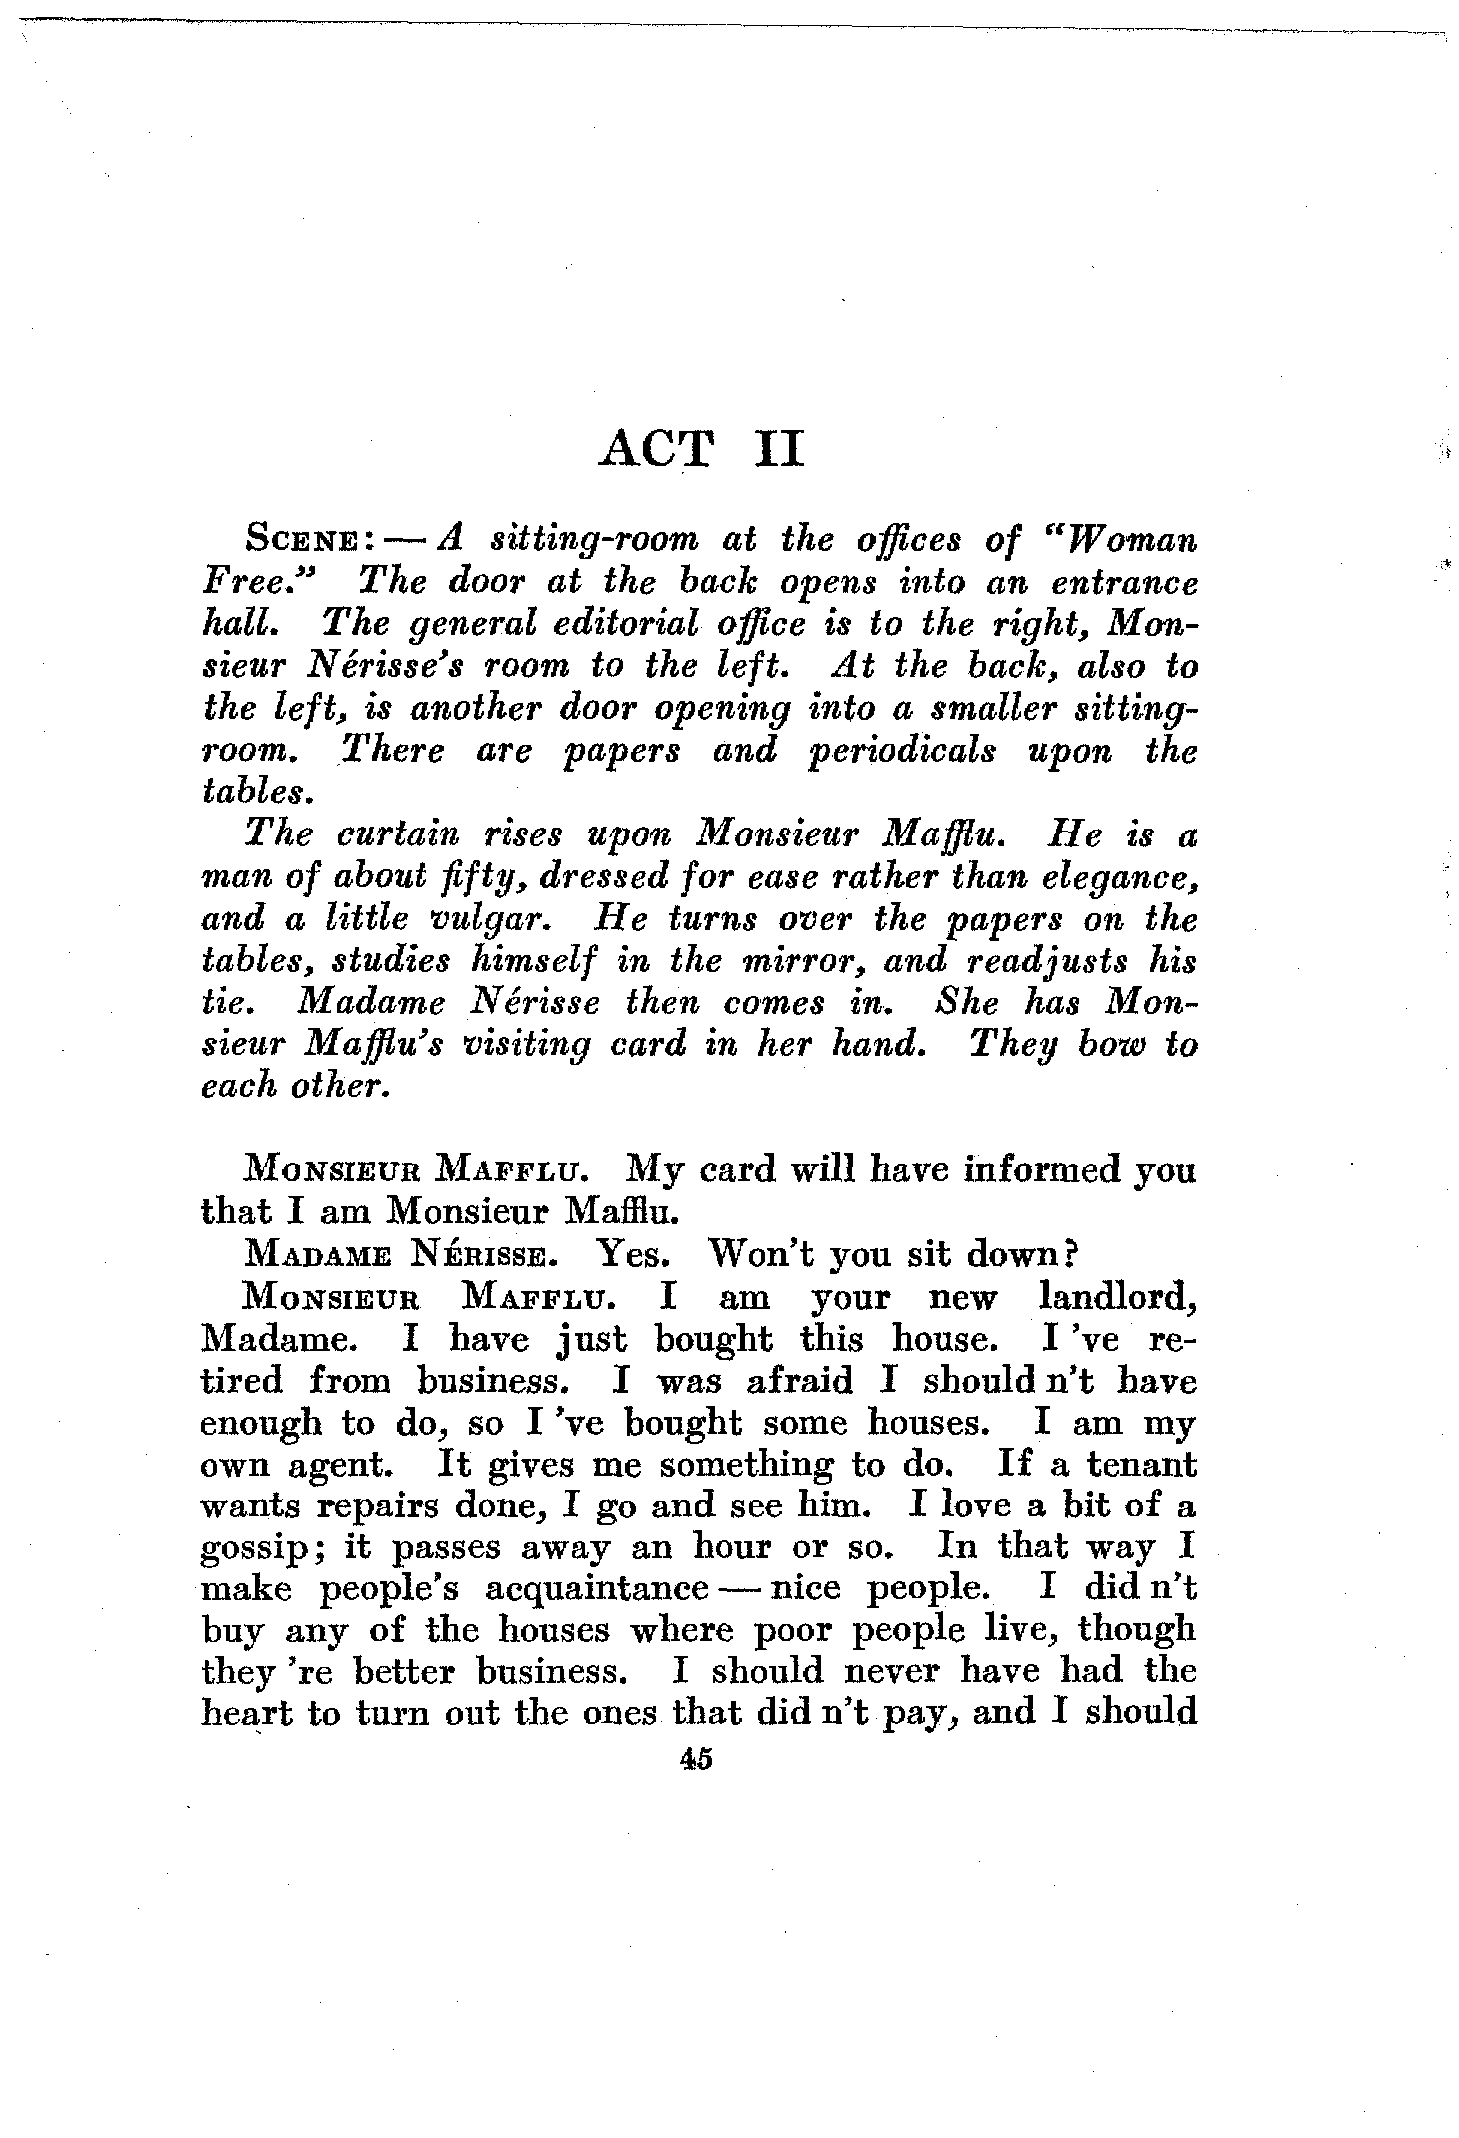 ACT II
SCENE: — A sitting-room at the offices of "Woman
Free." The door at the back opens into an entrance
hall. The general editorial office is to the right, Mon-
sieur Nérisse's room to the left. At the back, also to
the left, is another door opening into a smaller sitting-
room. There are papers and periodicals upon the
tables.
The curtain rises upon Monsieur Mafflu. He is a
man of about fifty, dressed for ease rather than elegance,
and a little vulgar. He turns over the papers on the
tables, studies himself in the mirror, and readjusts his
tie. Madame Nérisse then comes in. She has Mon-
sieur Mafflu's visiting card in her hand. They bow to
each other.
MONSIEUR MAFFLU. My card will have informed you
that I am Monsieur Mafflu.
MADAME NÉRISSE. Yes. Won't you sit down?
MONSIEUR MAFFLU. I am your new landlord,
Madame. I have just bought this house. I 've re-
tired from business. I was afraid I should n't have
enough to do, so I 've bought some houses. I am my
own agent. It gives me something to do. If a tenant
wants repairs done, I go and see him. I love a bit of a
gossip; it passes away an hour or so. In that way I
make people's acquaintance — nice people. I did n't
buy any of the houses where poor people live, though
they 're better business. I should never have had the
heart to turn out the ones that did n't pay, and I should
45